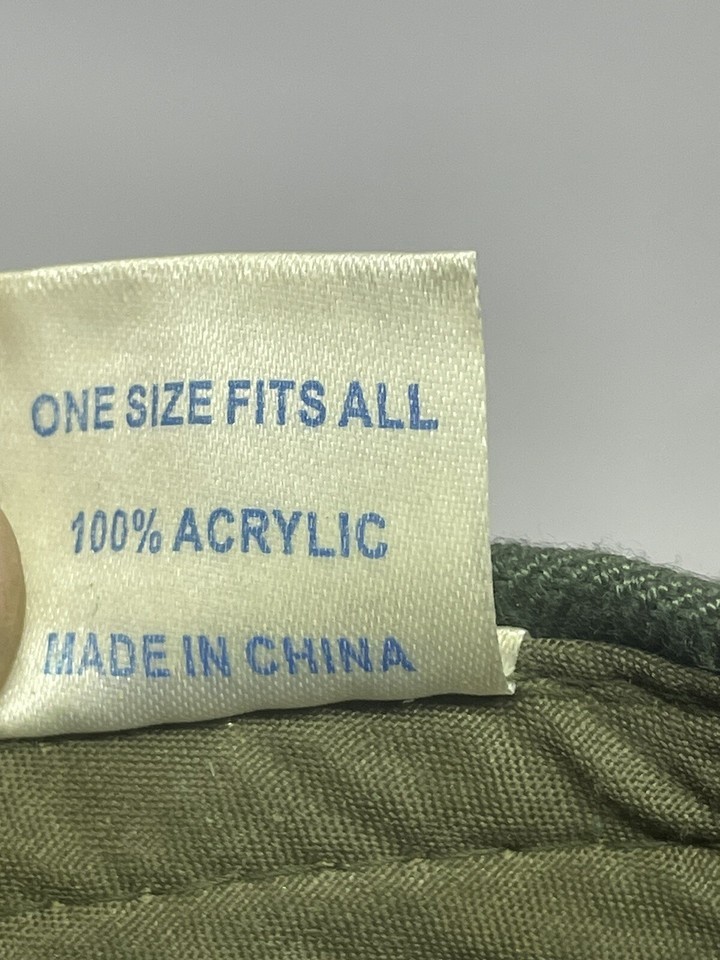 ONE SIZE FITS ALL
100% ACRYLIC
MADE IN CHINA